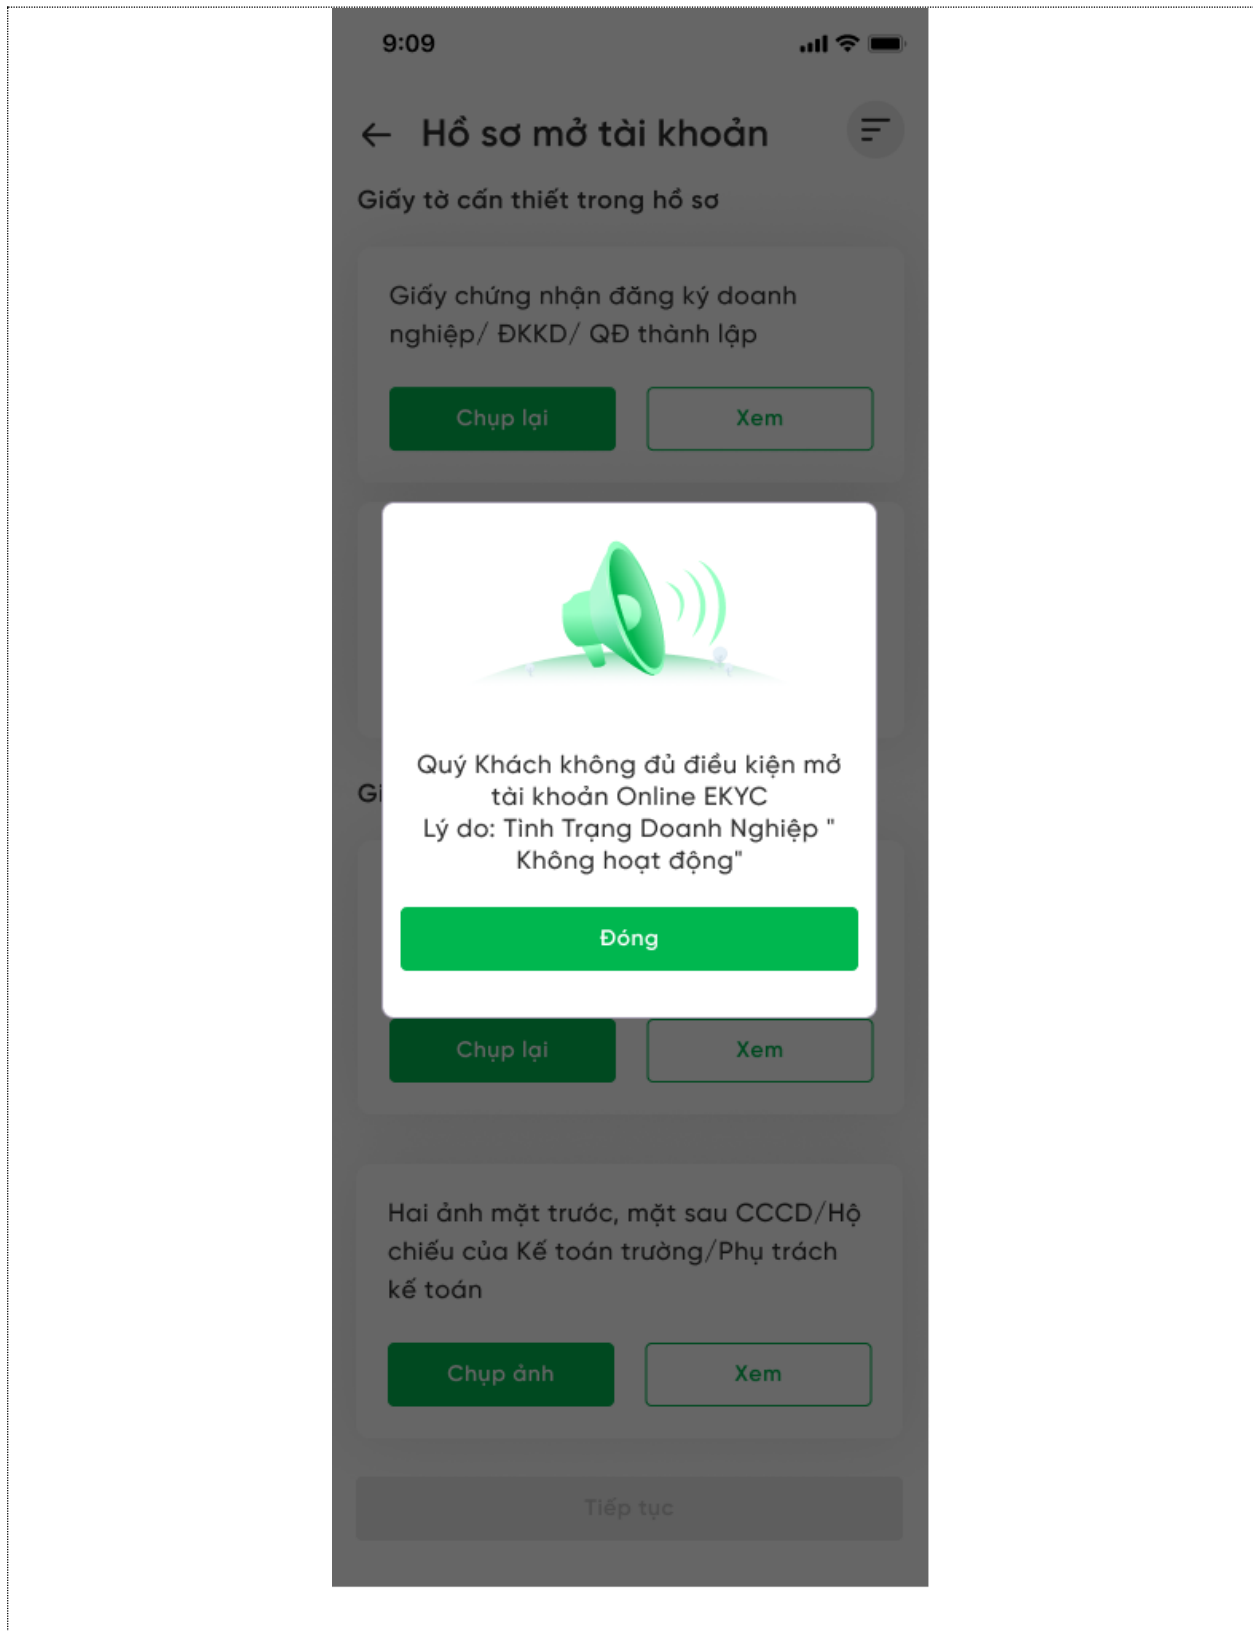 9:09
Hồ sơ mở tài khoản
Giấy tờ cấn thiết trong hồ sơ
Giấy chứng nhận đăng ký doanh
nghiệp/ ĐKKD/ QĐ thành lập
Chụp lại
Xem
Gi
Quý Khách không đủ điều kiện mở
tài khoản Online EKYC
Lý do: Tình Trạng Doanh Nghiệp "
Không hoạt động"
Đóng
Chụp lại
Xem
Hai ảnh mặt trước, mặt sau CCCD/Hộ
chiếu của Kế toán trường/Phụ trách
kế toán
Chụp ảnh
Xem
Tiếp tục